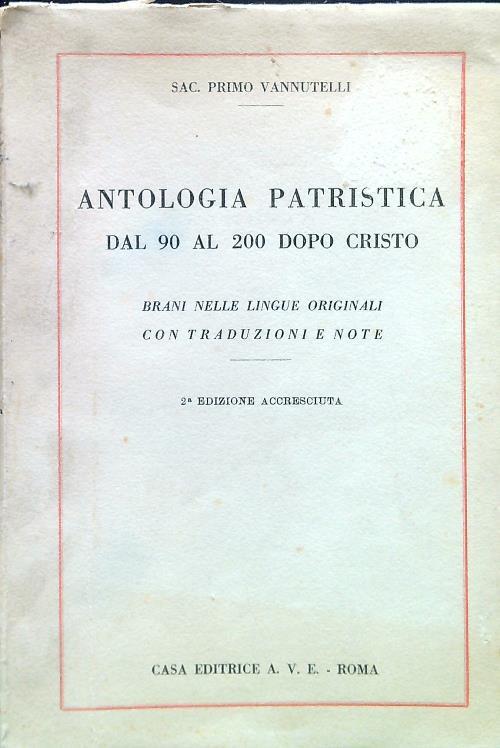 SAC. PRIMO VANNUTELLI
ANTOLOGIA PATRISTICA
DAL 90 AL 200 DOPO CRISTO
BRANI NELLE LINGUE ORIGINALI
CON TRADUZIONI E NOTE
2ª EDIZIONE ACCRESCIUTA
CASA EDITRICE A. V. E. - ROMA